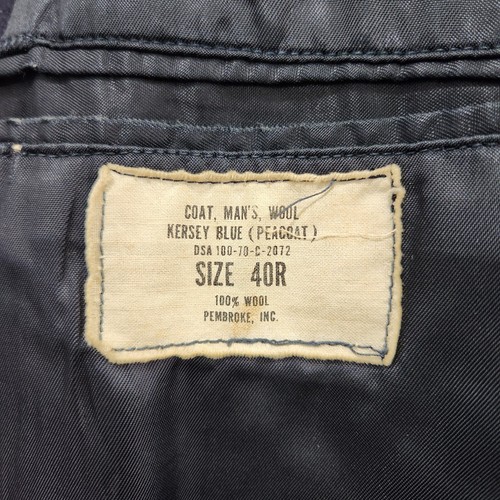 COAT, MAN'S, WOOL
KERSEY BLUE (PEACOAT)
DSA 100-70-C-2072
SIZE 40R
100% WOOL
PEMBROKE, INC.